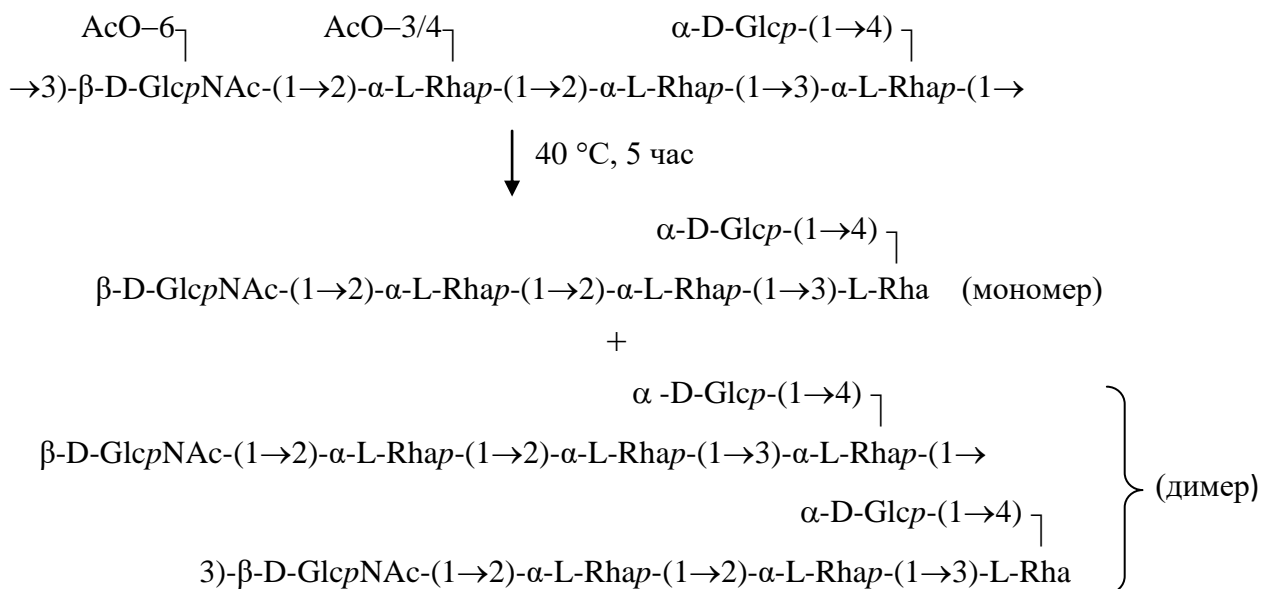 AcO−6 AcO−3/4 α-D-Glcp-(1→4)
→3)-β-D-GlcpNAc-(1→2)-α-L-Rhap-(1→2)-α-L-Rhap-(1→3)-α-L-Rhap-(1→
40 °C, 5 час
α-D-Glcp-(1→4)
β-D-GlcpNAc-(1→2)-α-L-Rhap-(1→2)-α-L-Rhap-(1→3)-L-Rha (мономер)
+
α -D-Glcp-(1→4)
β-D-GlcpNAc-(1→2)-α-L-Rhap-(1→2)-α-L-Rhap-(1→3)-α-L-Rhap-(1→
(димер)
α-D-Glcp-(1→4)
3)-β-D-GlcpNAc-(1→2)-α-L-Rhap-(1→2)-α-L-Rhap-(1→3)-L-Rha